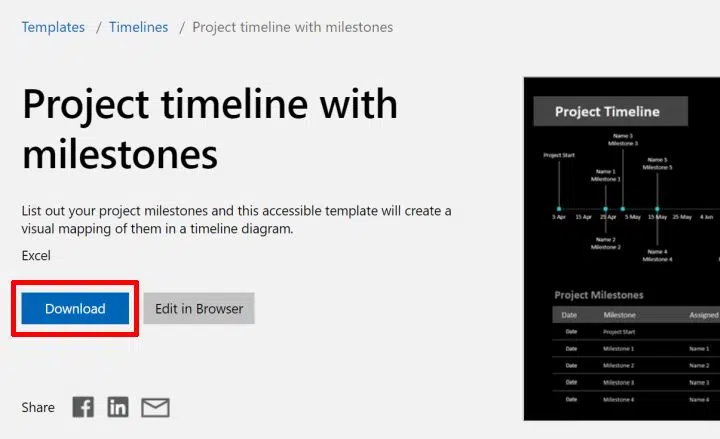 Templates / Timelines / Project timeline with milestones
Project timeline with
milestones
List out your project milestones and this accessible template will create a
visual mapping of them in a timeline diagram.
Excel
Download Edit in Browser
Share
Project Timeline
Name 3
Milestone 3
Project Start
Name 5
Milestone 5
Name 1
Milestone 1
5 Apr 15 Apr 25 Apr 5 May 15 May 25 May 4 Jun
Name 2
Milestone 2
Name 4
Milestone 4
Project Milestones
Date Milestone Assigned
Date Project Start
Date Milestone 1 Name 1
Date Milestone 2 Name 2
Date Milestone 3 Name 3
Date Milestone 4 Name 4